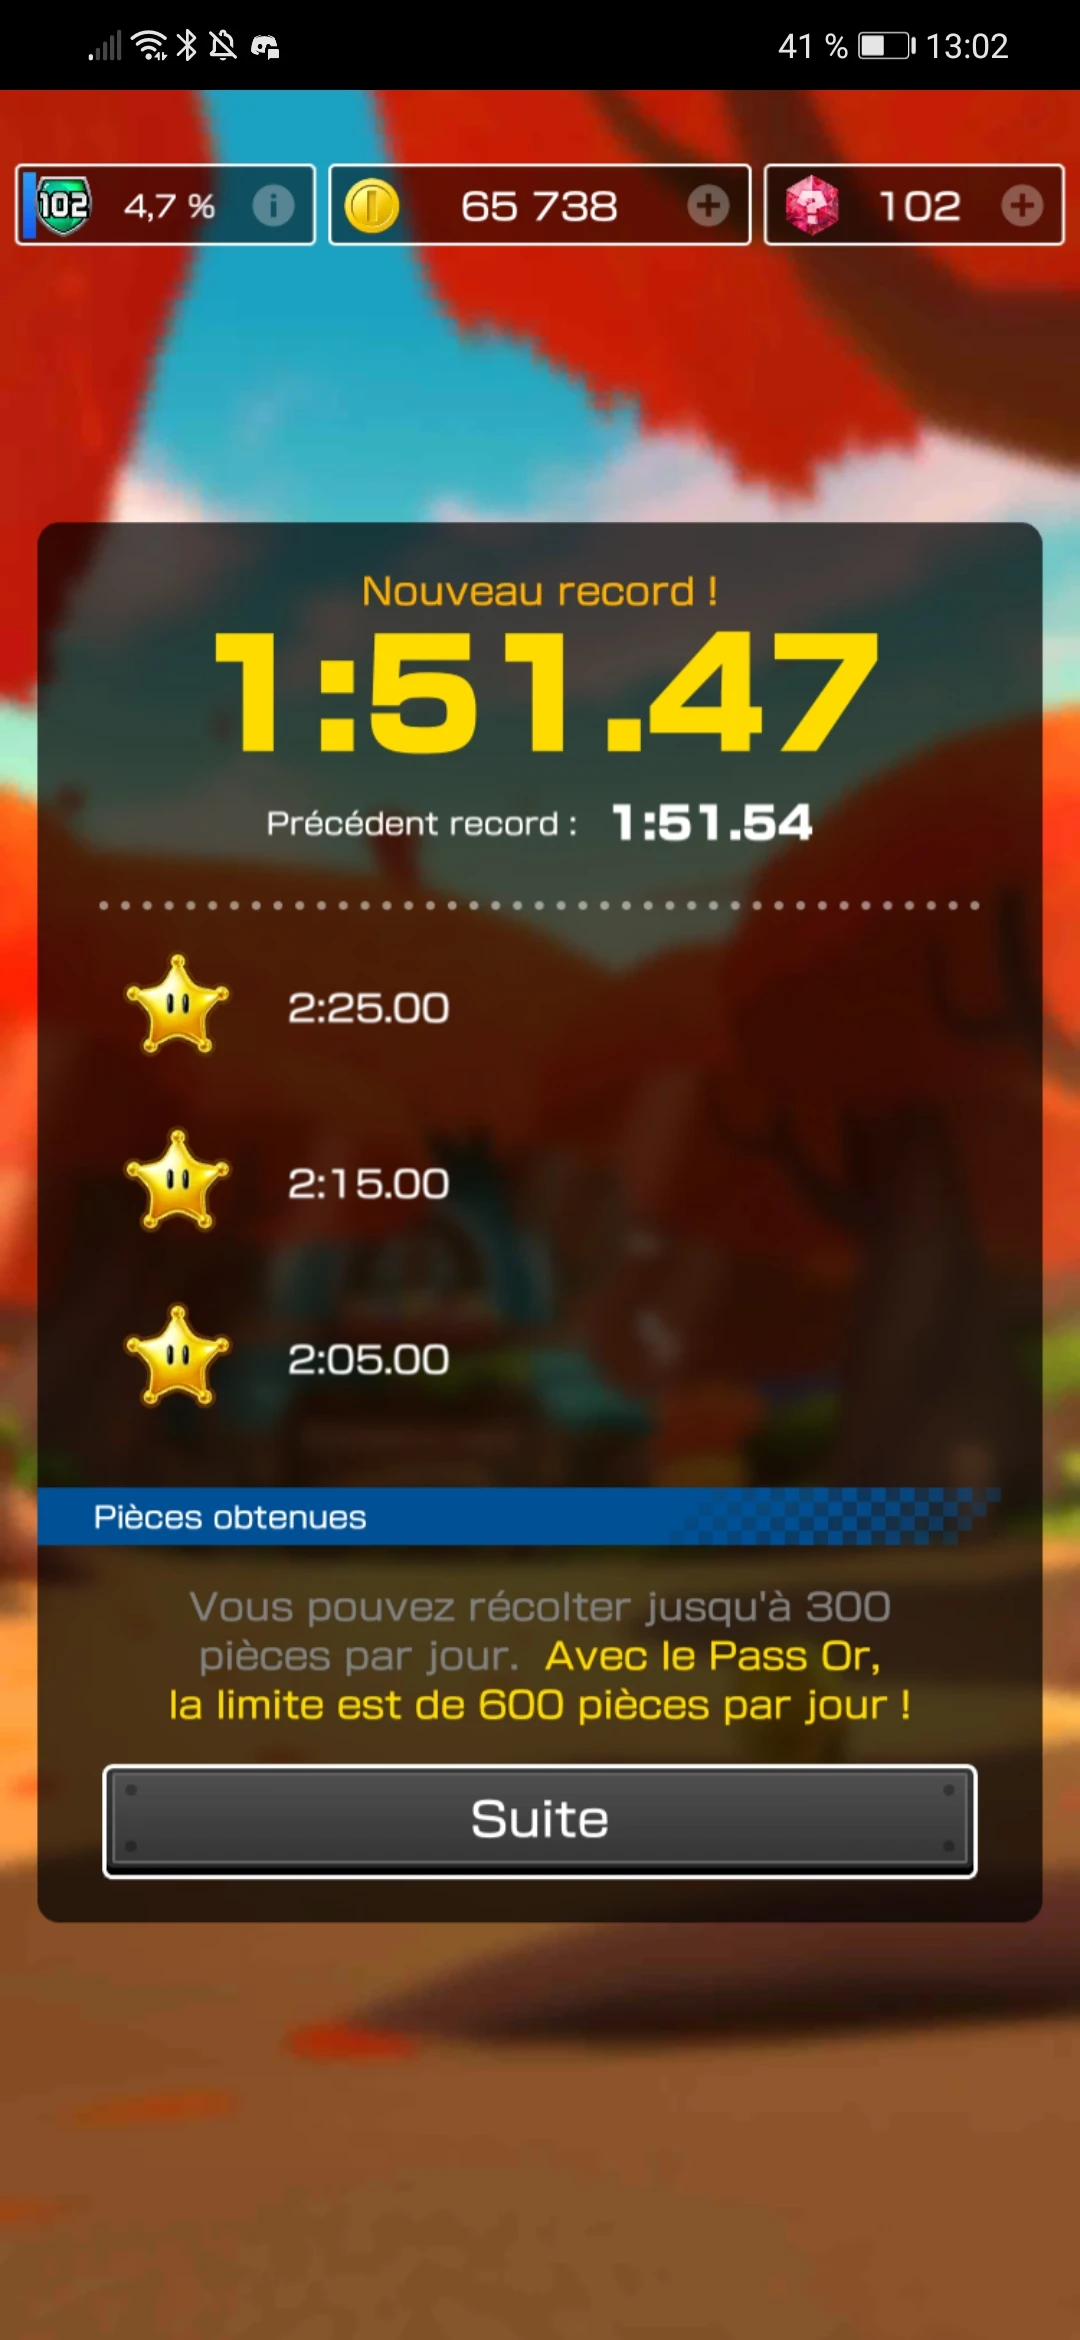 41 % 13:02
102 4,7 % i 65 738 + 102 +
Nouveau record !
1:51.47
Précédent record : 1:51.54
2:25.00
2:15.00
2:05.00
Pièces obtenues
Vous pouvez récolter jusqu'à 300
pièces par jour. Avec le Pass Or,
la limite est de 600 pièces par jour !
Suite